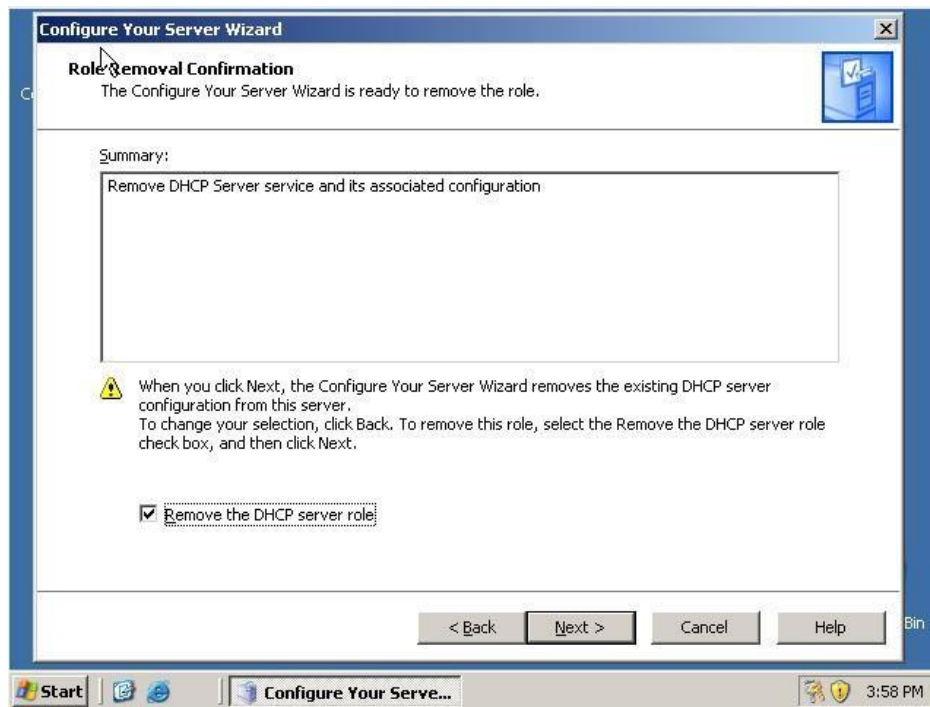 Configure Your Server Wizard
Role Removal Confirmation
The Configure Your Server Wizard is ready to remove the role.
Summary:
Remove DHCP Server service and its associated configuration
When you click Next, the Configure Your Server Wizard removes the existing DHCP server
configuration from this server.
To change your selection, click Back. To remove this role, select the Remove the DHCP server role
check box, and then click Next.
Remove the DHCP server role
< Back Next > Cancel Help
Bin
Start Configure Your Serve... 3:58 PM